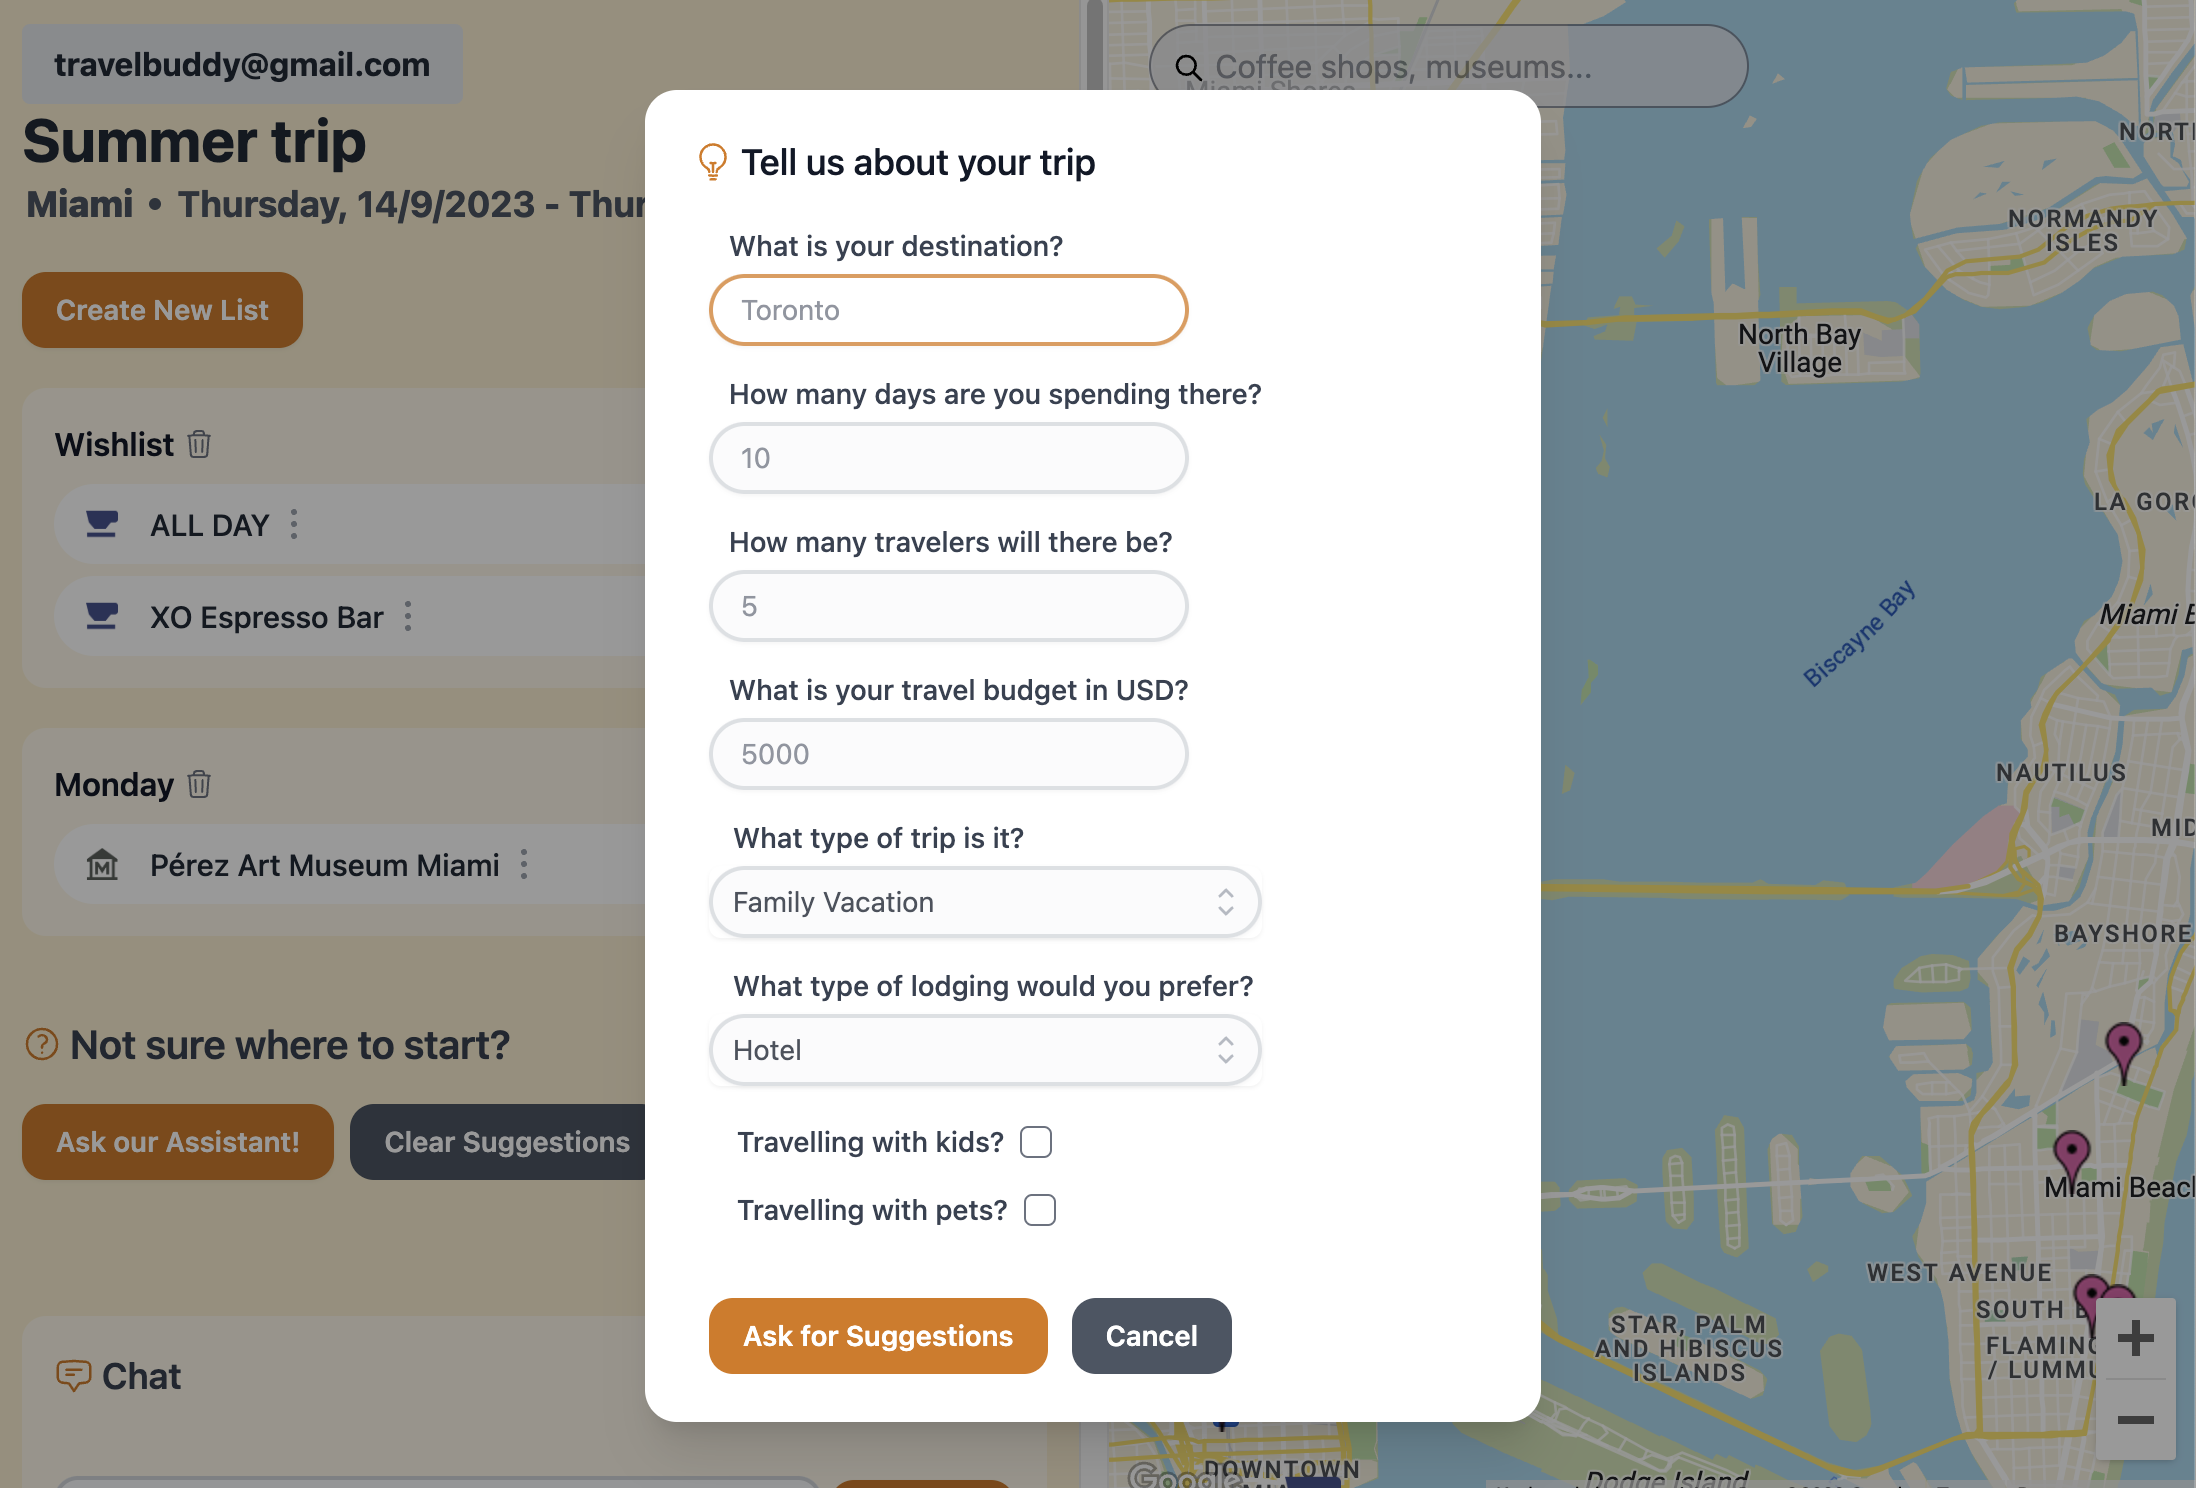 travelbuddy@gmail.com
Summer trip
Miami • Thursday, 14/9/2023 - Thur
Create New List
Wishlist
ALL DAY
XO Espresso Bar
Monday
Pérez Art Museum Miami
Not sure where to start?
Ask our Assistant!
Clear Suggestions
Chat
Tell us about your trip
What is your destination?
Toronto
How many days are you spending there?
10
How many travelers will there be?
5
What is your travel budget in USD?
5000
What type of trip is it?
Family Vacation
What type of lodging would you prefer?
Hotel
Travelling with kids?
Travelling with pets?
Ask for Suggestions
Cancel
Coffee shops, museums...
Miami Shores
NORT
NORMANDY
ISLES
North Bay
Village
LA GOR
Biscayne Bay
Miami B
NAUTILUS
MID
BAYSHORE
Miami Beach
WEST AVENUE
SOUTH B
FLAMING
/ LUMMU
STAR, PALM
AND HIBISCUS
ISLANDS
DOWNTOWN
MIA
Google
Dodge Island